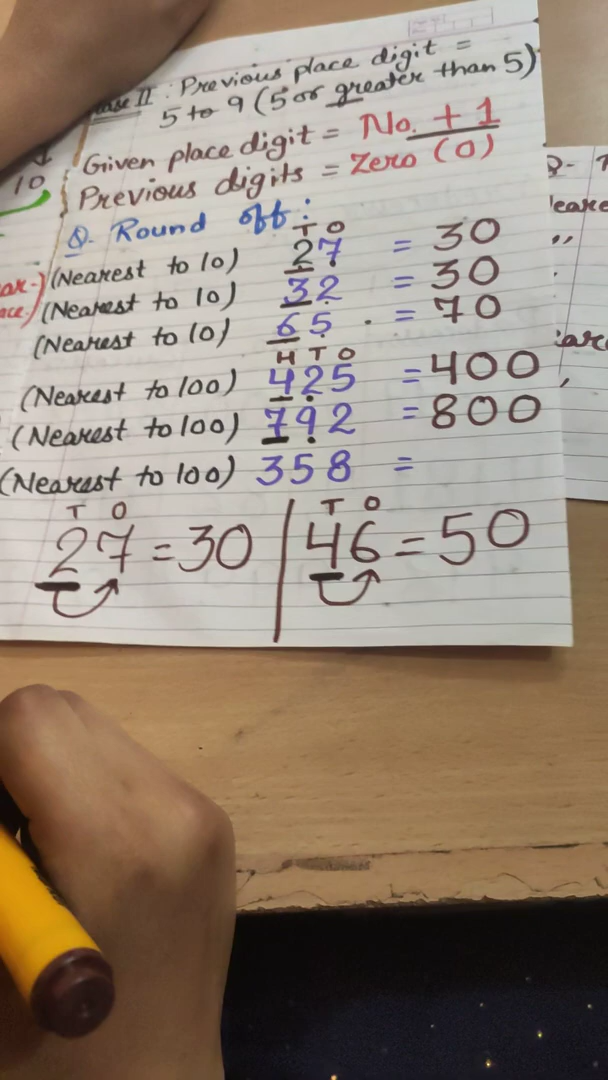 II : Previous place digit =
5 to 9 (5 or greater than 5)
Given place digit = No. + 1
10 Previous digits = Zero (0)
Q. Round off :
T O
(Nearest to 10) 27 = 30
(Nearest to 10) 32 = 30
(Nearest to 10) 65 . = 70
H T O
(Nearest to 100) 425 = 400,
(Nearest to 100) 792 = 800
(Nearest to 100) 358 =
T O T O
27 = 30 | 46 = 50